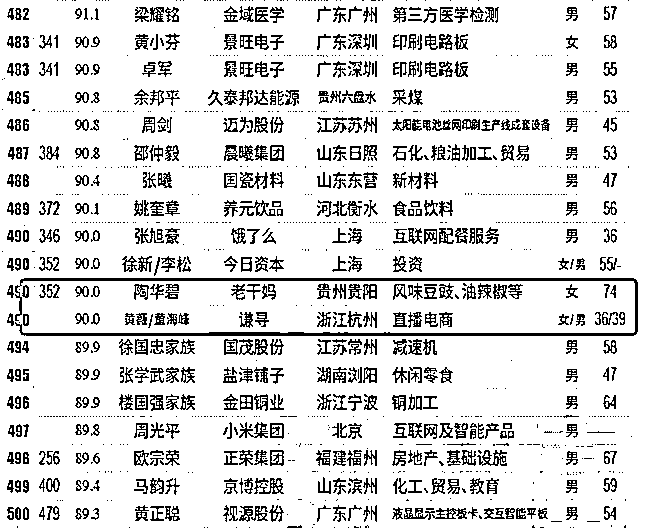 482 91.1 梁耀铭 金域医学 广东广州 第三方医学检测 男 57
483 341 90.9 黄小芬 景旺电子 广东深圳 印刷电路板 女 58
483 341 90.9 卓军 景旺电子 广东深圳 印刷电路板 男 55
485 90.8 余邦平 久泰邦达能源 贵州六盘水 采煤 男 53
486 90.8 周剑 迈为股份 江苏苏州 太阳能电池丝网印刷生产线成套设备 男 45
487 384 90.8 邵仲毅 晨曦集团 山东日照 石化、粮油加工、贸易 男 53
488 90.4 张曦 国瓷材料 山东东营 新材料 男 47
489 372 90.1 姚奎章 养元饮品 河北衡水 食品饮料 男 56
490 346 90.0 张旭豪 饿了么 上海 互联网配餐服务 男 36
490 352 90.0 徐新/李松 今日资本 上海 投资 女/男 55/-
490 352 90.0 陶华碧 老干妈 贵州贵阳 风味豆豉、油辣椒等 女 74
490 90.0 黄磊/董海峰 谦寻 浙江杭州 直播电商 女/男 36/39
494 89.9 徐国忠家族 国茂股份 江苏常州 减速机 男 58
495 89.9 张学武家族 盐津铺子 湖南浏阳 休闲零食 男 47
496 89.9 楼国强家族 金田铜业 浙江宁波 铜加工 男 64
497 89.8 周光平 小米集团 北京 互联网及智能产品 男
498 256 89.6 欧宗荣 正荣集团 福建福州 房地产、基础设施 男 67
499 400 89.4 马韵升 京博控股 山东滨州 化工、贸易、教育 男 59
500 479 89.3 黄正聪 视源股份 广东广州 液晶显示主控板卡、交互智能平板 男 54